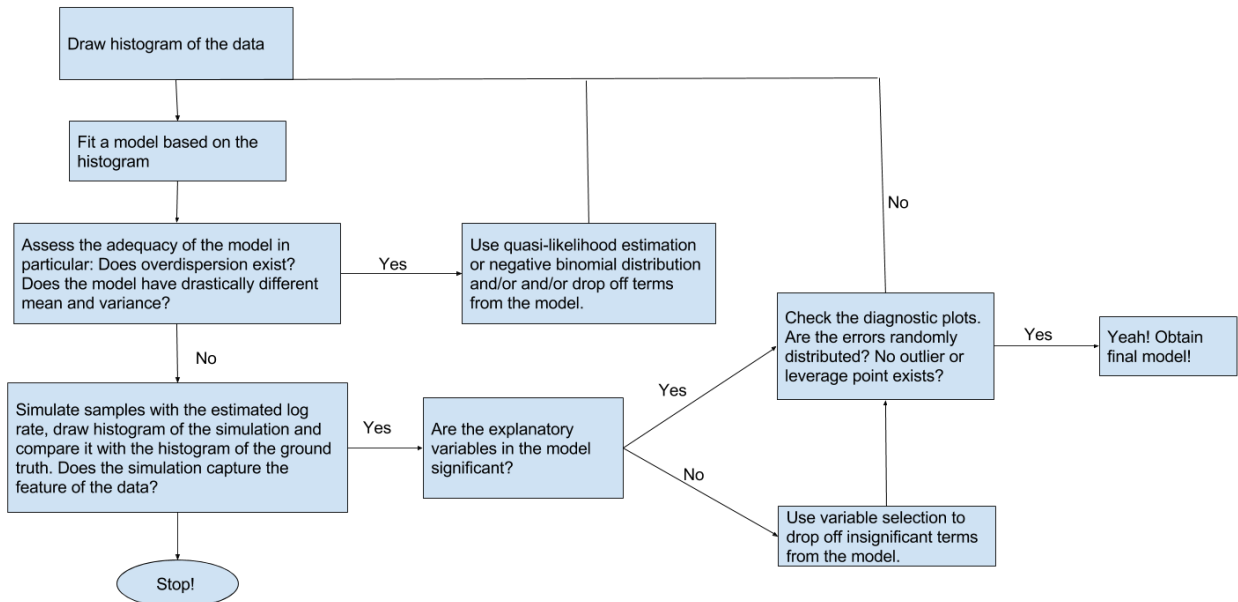 Draw histogram of the data
Fit a model based on the
histogram
No
Assess the adequacy of the model in
particular: Does overdispersion exist?
Does the model have drastically different
mean and variance?
Yes
Use quasi-likelihood estimation
or negative binomial distribution
and/or and/or drop off terms
from the model.
Check the diagnostic plots.
Are the errors randomly
distributed? No outlier or
leverage point exists?
Yes
Yeah! Obtain
final model!
No
Yes
Simulate samples with the estimated log
rate, draw histogram of the simulation and
compare it with the histogram of the ground
truth. Does the simulation capture the
feature of the data?
Yes
Are the explanatory
variables in the model
significant?
No
Use variable selection to
drop off insignificant terms
from the model.
Stop!